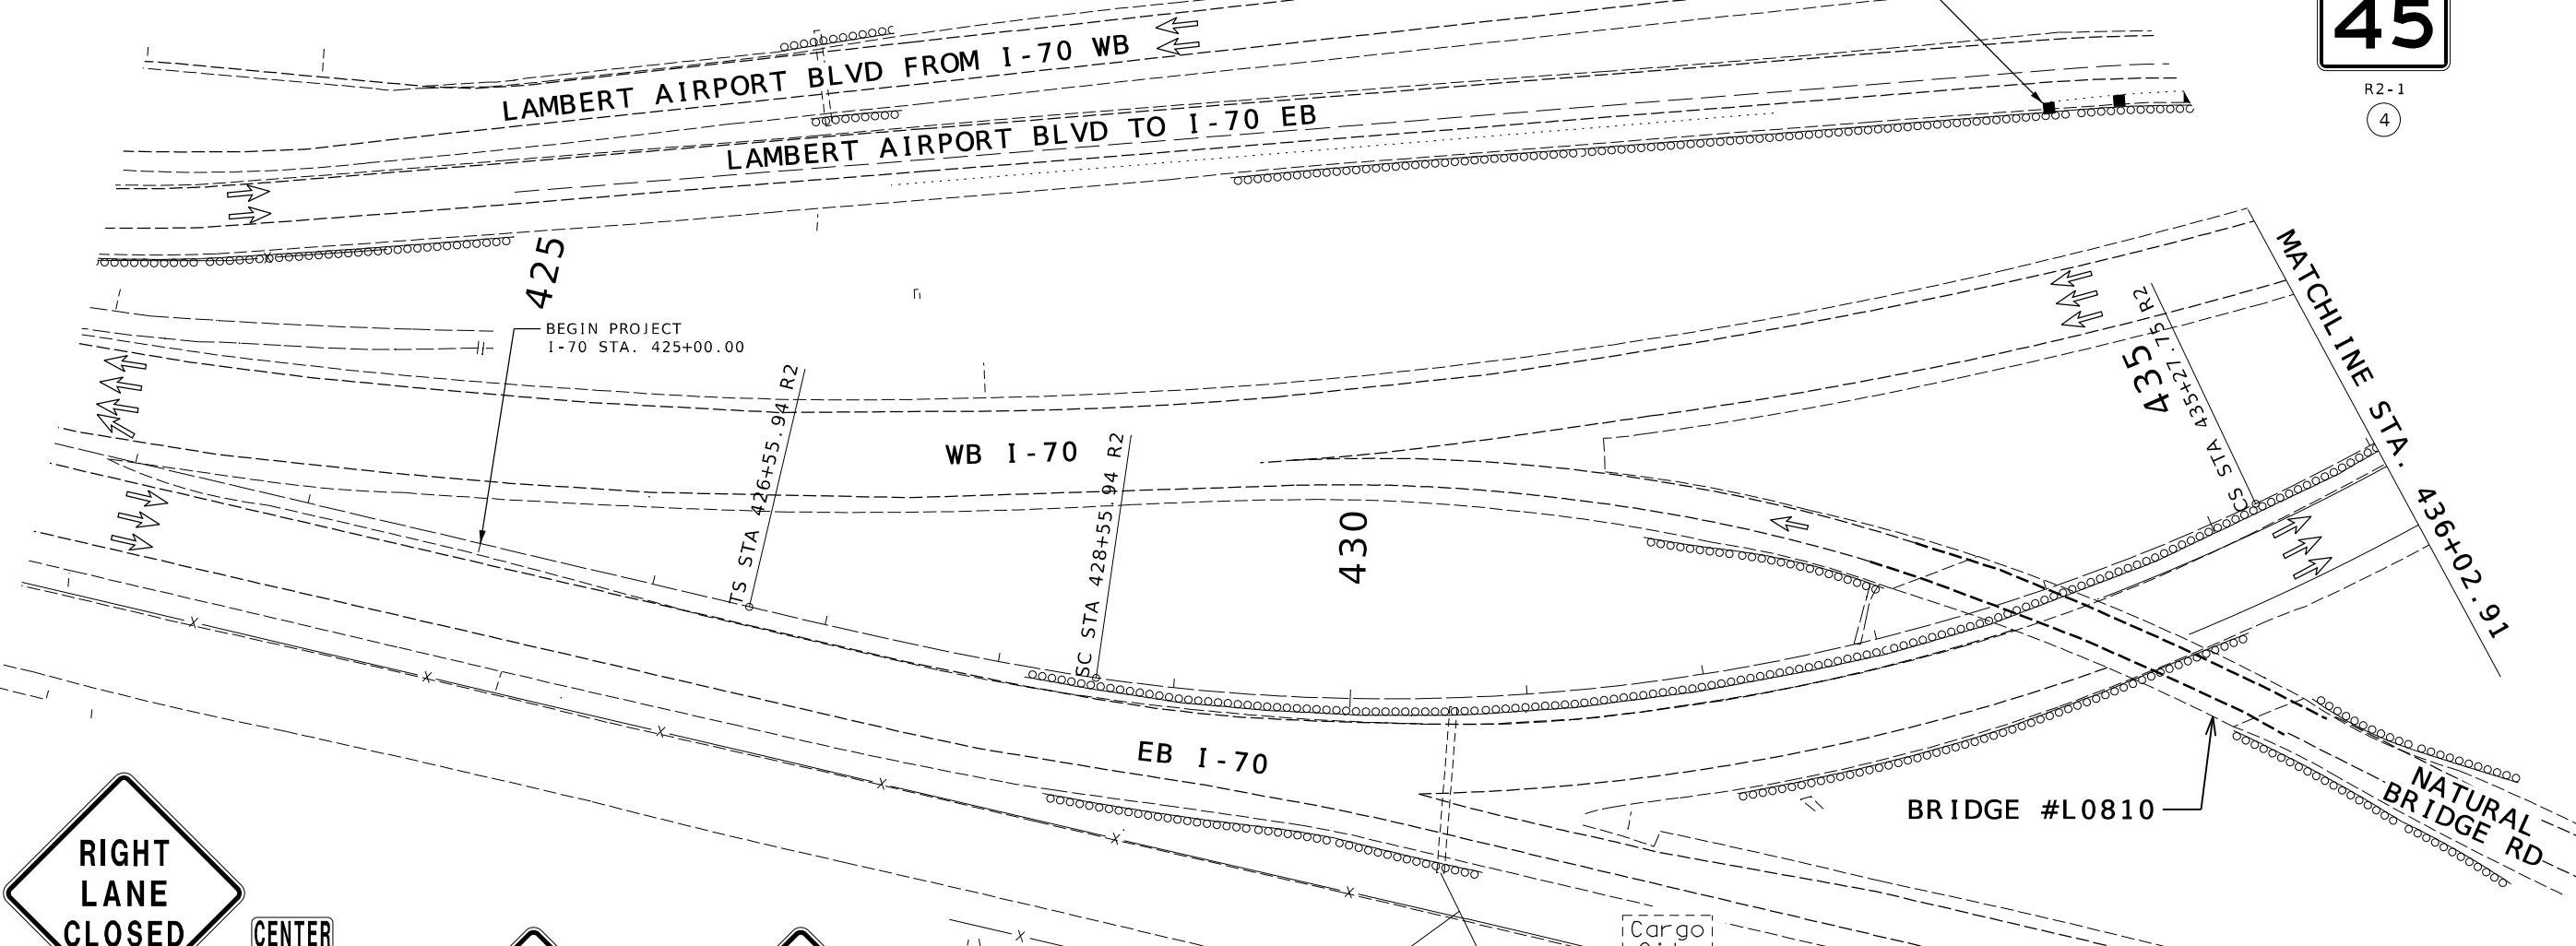 45
R2-1
4
LAMBERT AIRPORT BLVD FROM I-70 WB
LAMBERT AIRPORT BLVD TO I-70 EB
425
BEGIN PROJECT
I-70 STA. 425+00.00
TS STA 426+55.94 R2
WB I-70
SC STA 428+55.94 R2
430
435
CS STA 435+27.75 R2
MATCHLINE STA. 436+02.91
EB I-70
BRIDGE #L0810
NATURAL
BRIDGE RD
RIGHT
LANE
CLOSED
CENTER
Cargo